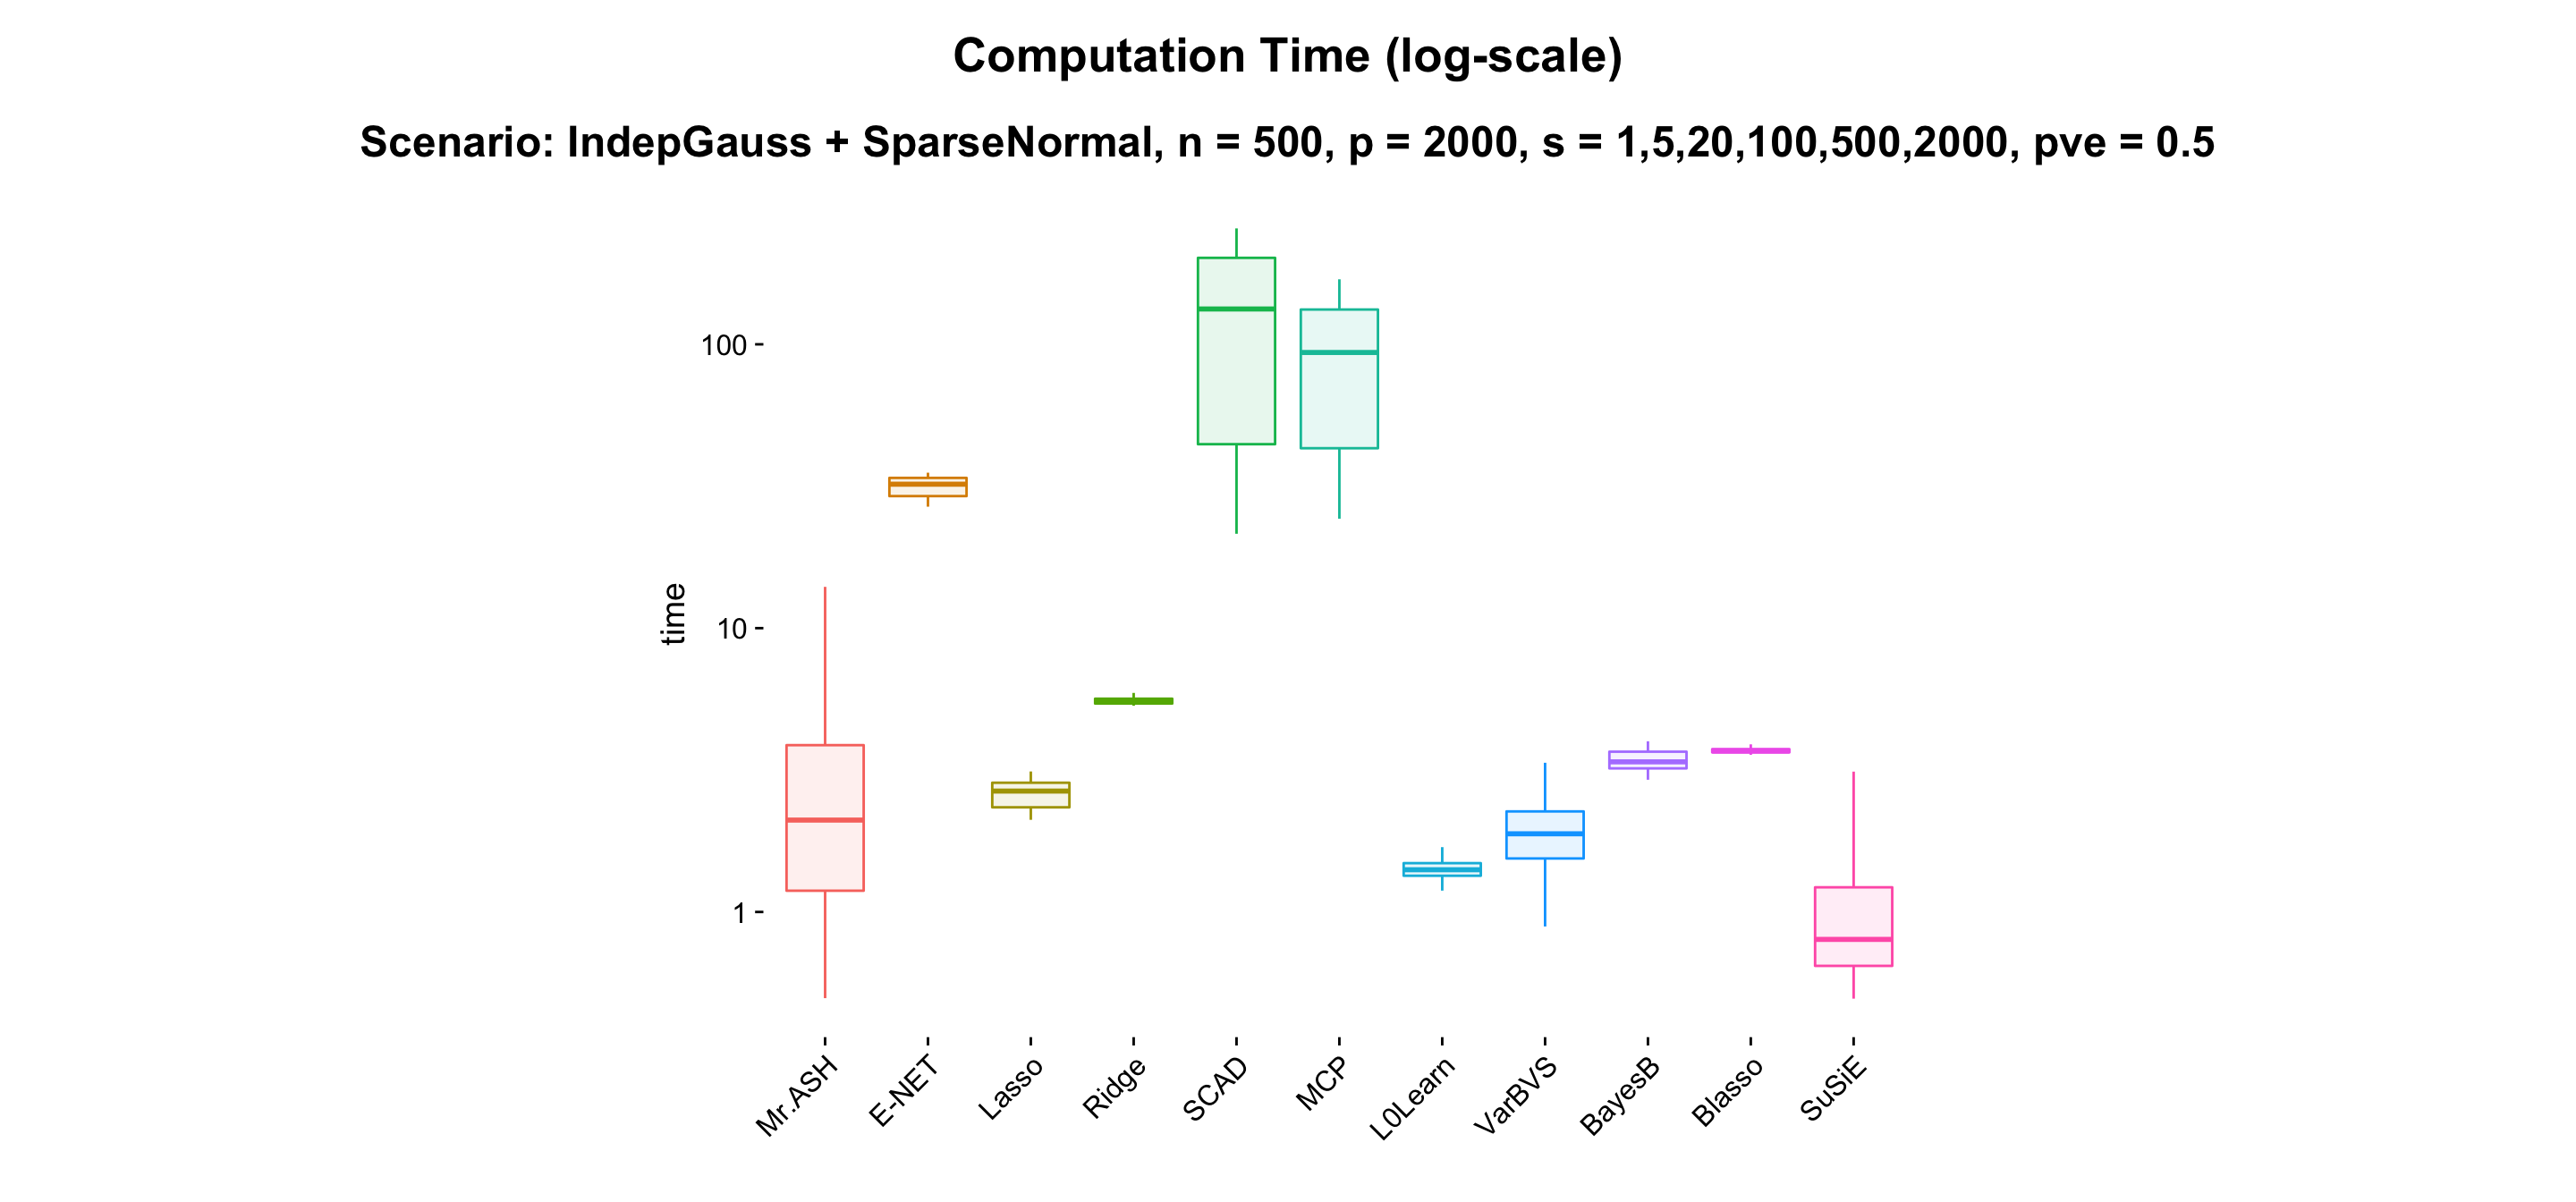 Computation Time (log-scale)
Scenario: IndepGauss + SparseNormal, n = 500, p = 2000, s = 1,5,20,100,500,2000, pve = 0.5
100
10
1
time
Mr.ASH
E-NET
Lasso
Ridge
SCAD
MCP
L0Learn
VarBVS
BayesB
Blasso
SuSiE